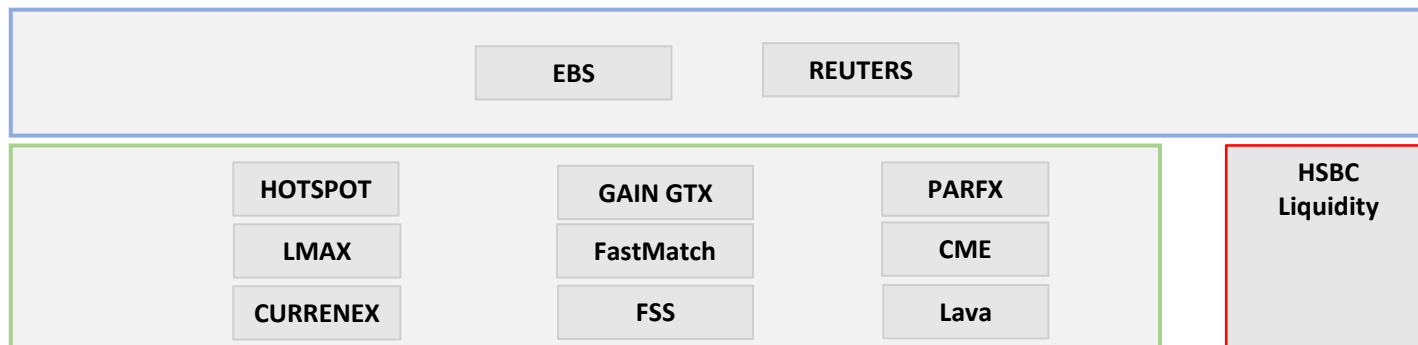 EBS
REUTERS
HOTSPOT
GAIN GTX
PARFX
LMAX
FastMatch
CME
CURRENEX
FSS
Lava
HSBC
Liquidity